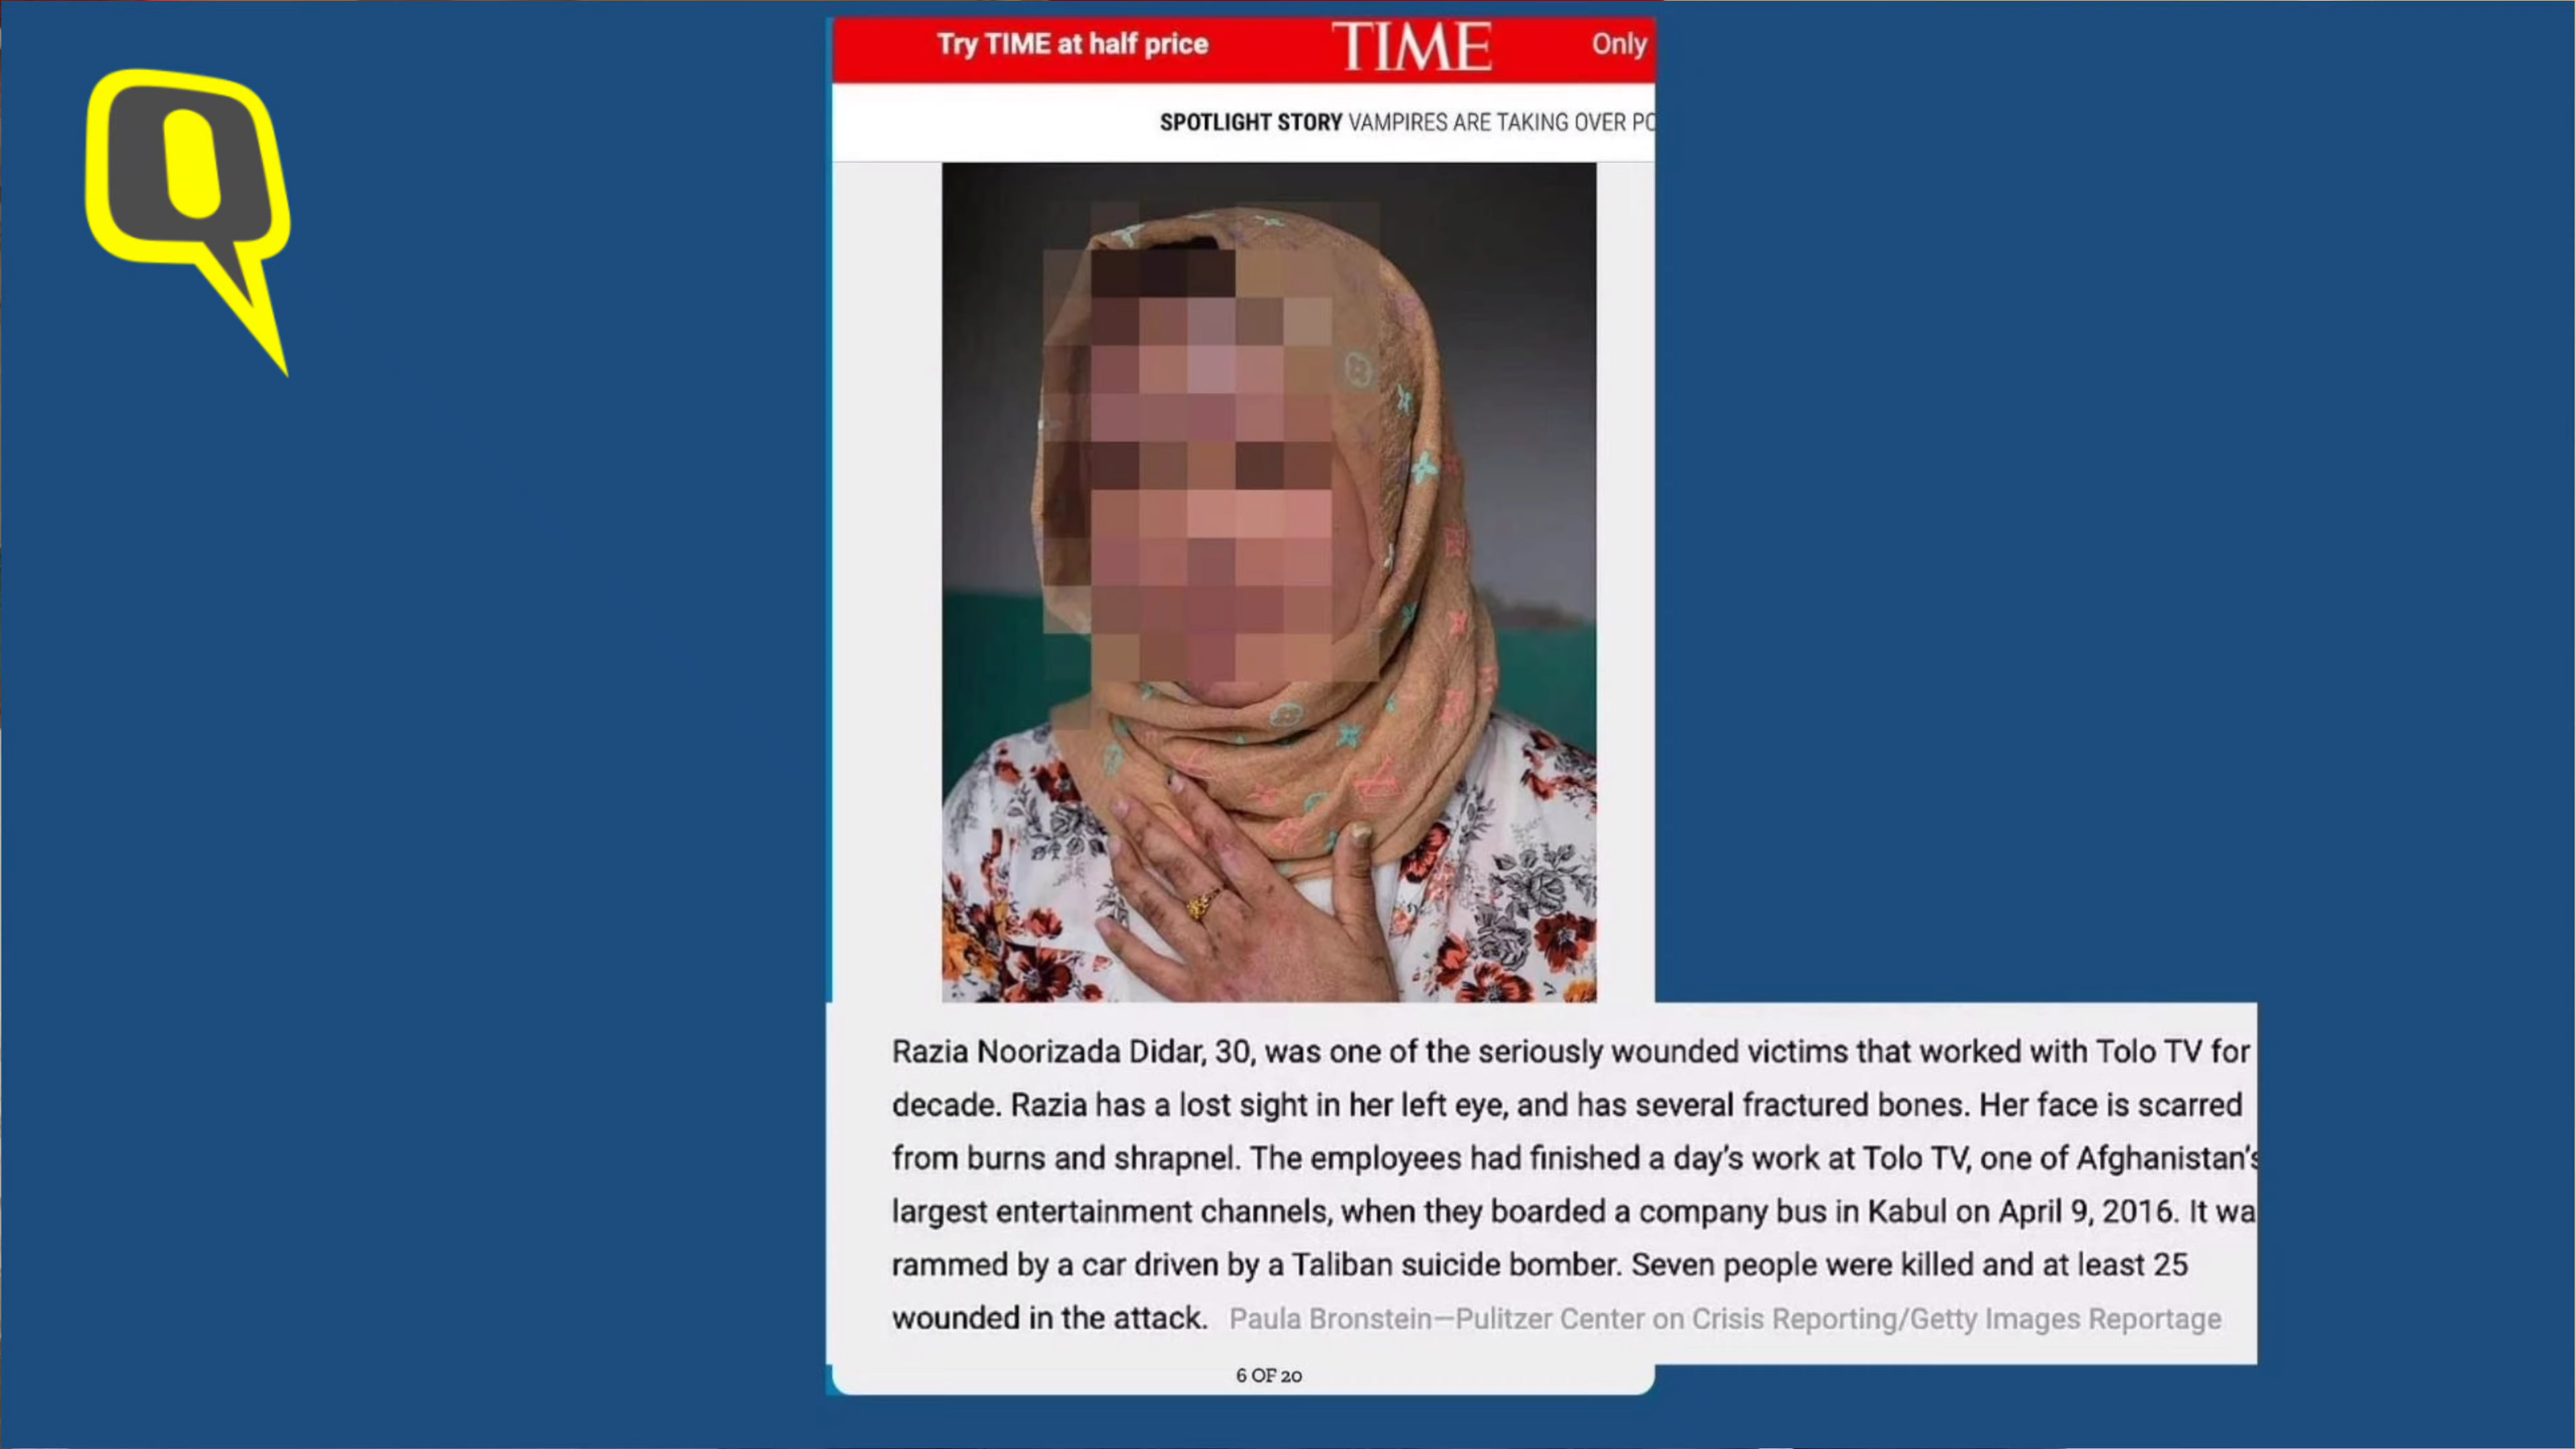 Try TIME at half price TIME Only
SPOTLIGHT STORY VAMPIRES ARE TAKING OVER
Razia Noorizada Didar, 30, was one of the seriously wounded victims that worked with Tolo TV for
decade. Razia has a lost sight in her left eye, and has several fractured bones. Her face is scarred
from burns and shrapnel. The employees had finished a day's work at Tolo TV, one of Afghanistan's
largest entertainment channels, when they boarded a company bus in Kabul on April 9, 2016. It wa
rammed by a car driven by a Taliban suicide bomber. Seven people were killed and at least 25
wounded in the attack. Paula Bronstein—Pulitzer Center on Crisis Reporting/Getty Images Reportage
6 OF 20